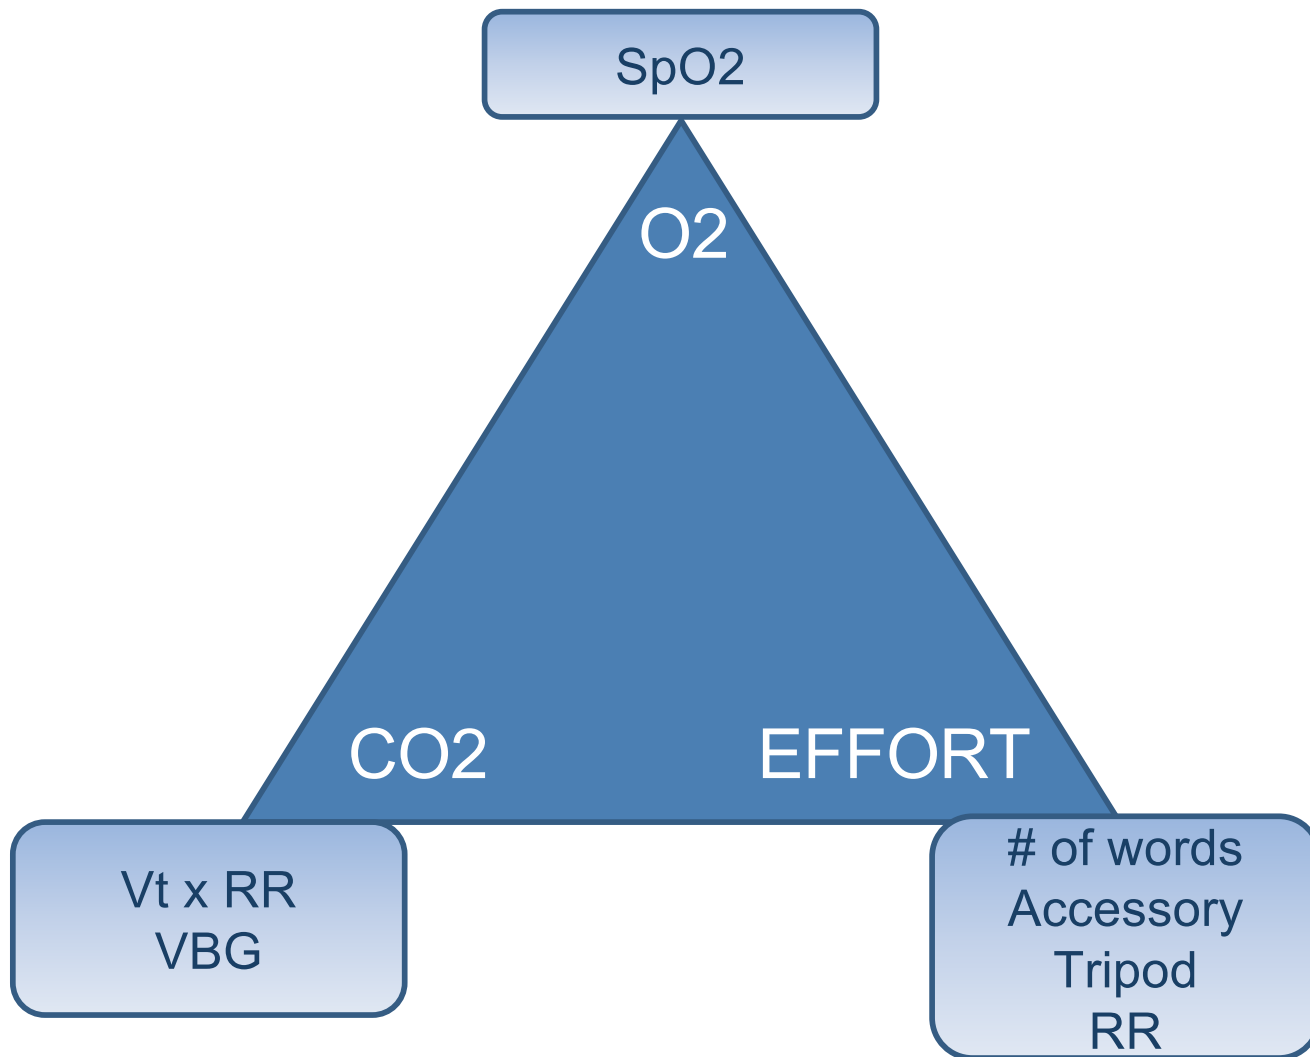 SpO2
O2
CO2
EFFORT
Vt x RR
VBG
# of words
Accessory
Tripod
RR